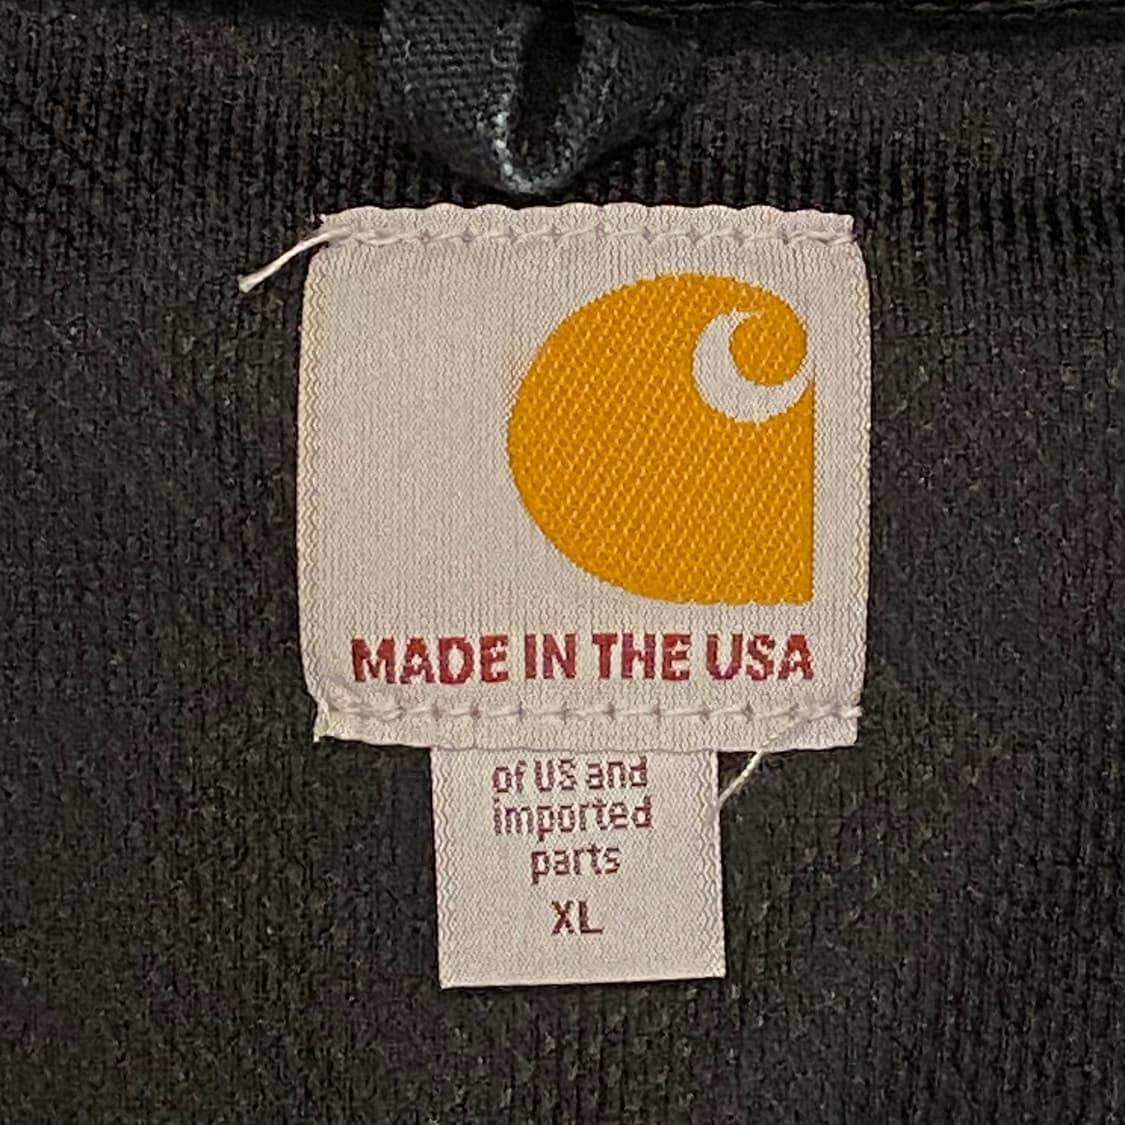 MADE IN THE USA
of US and
imported
parts
XL